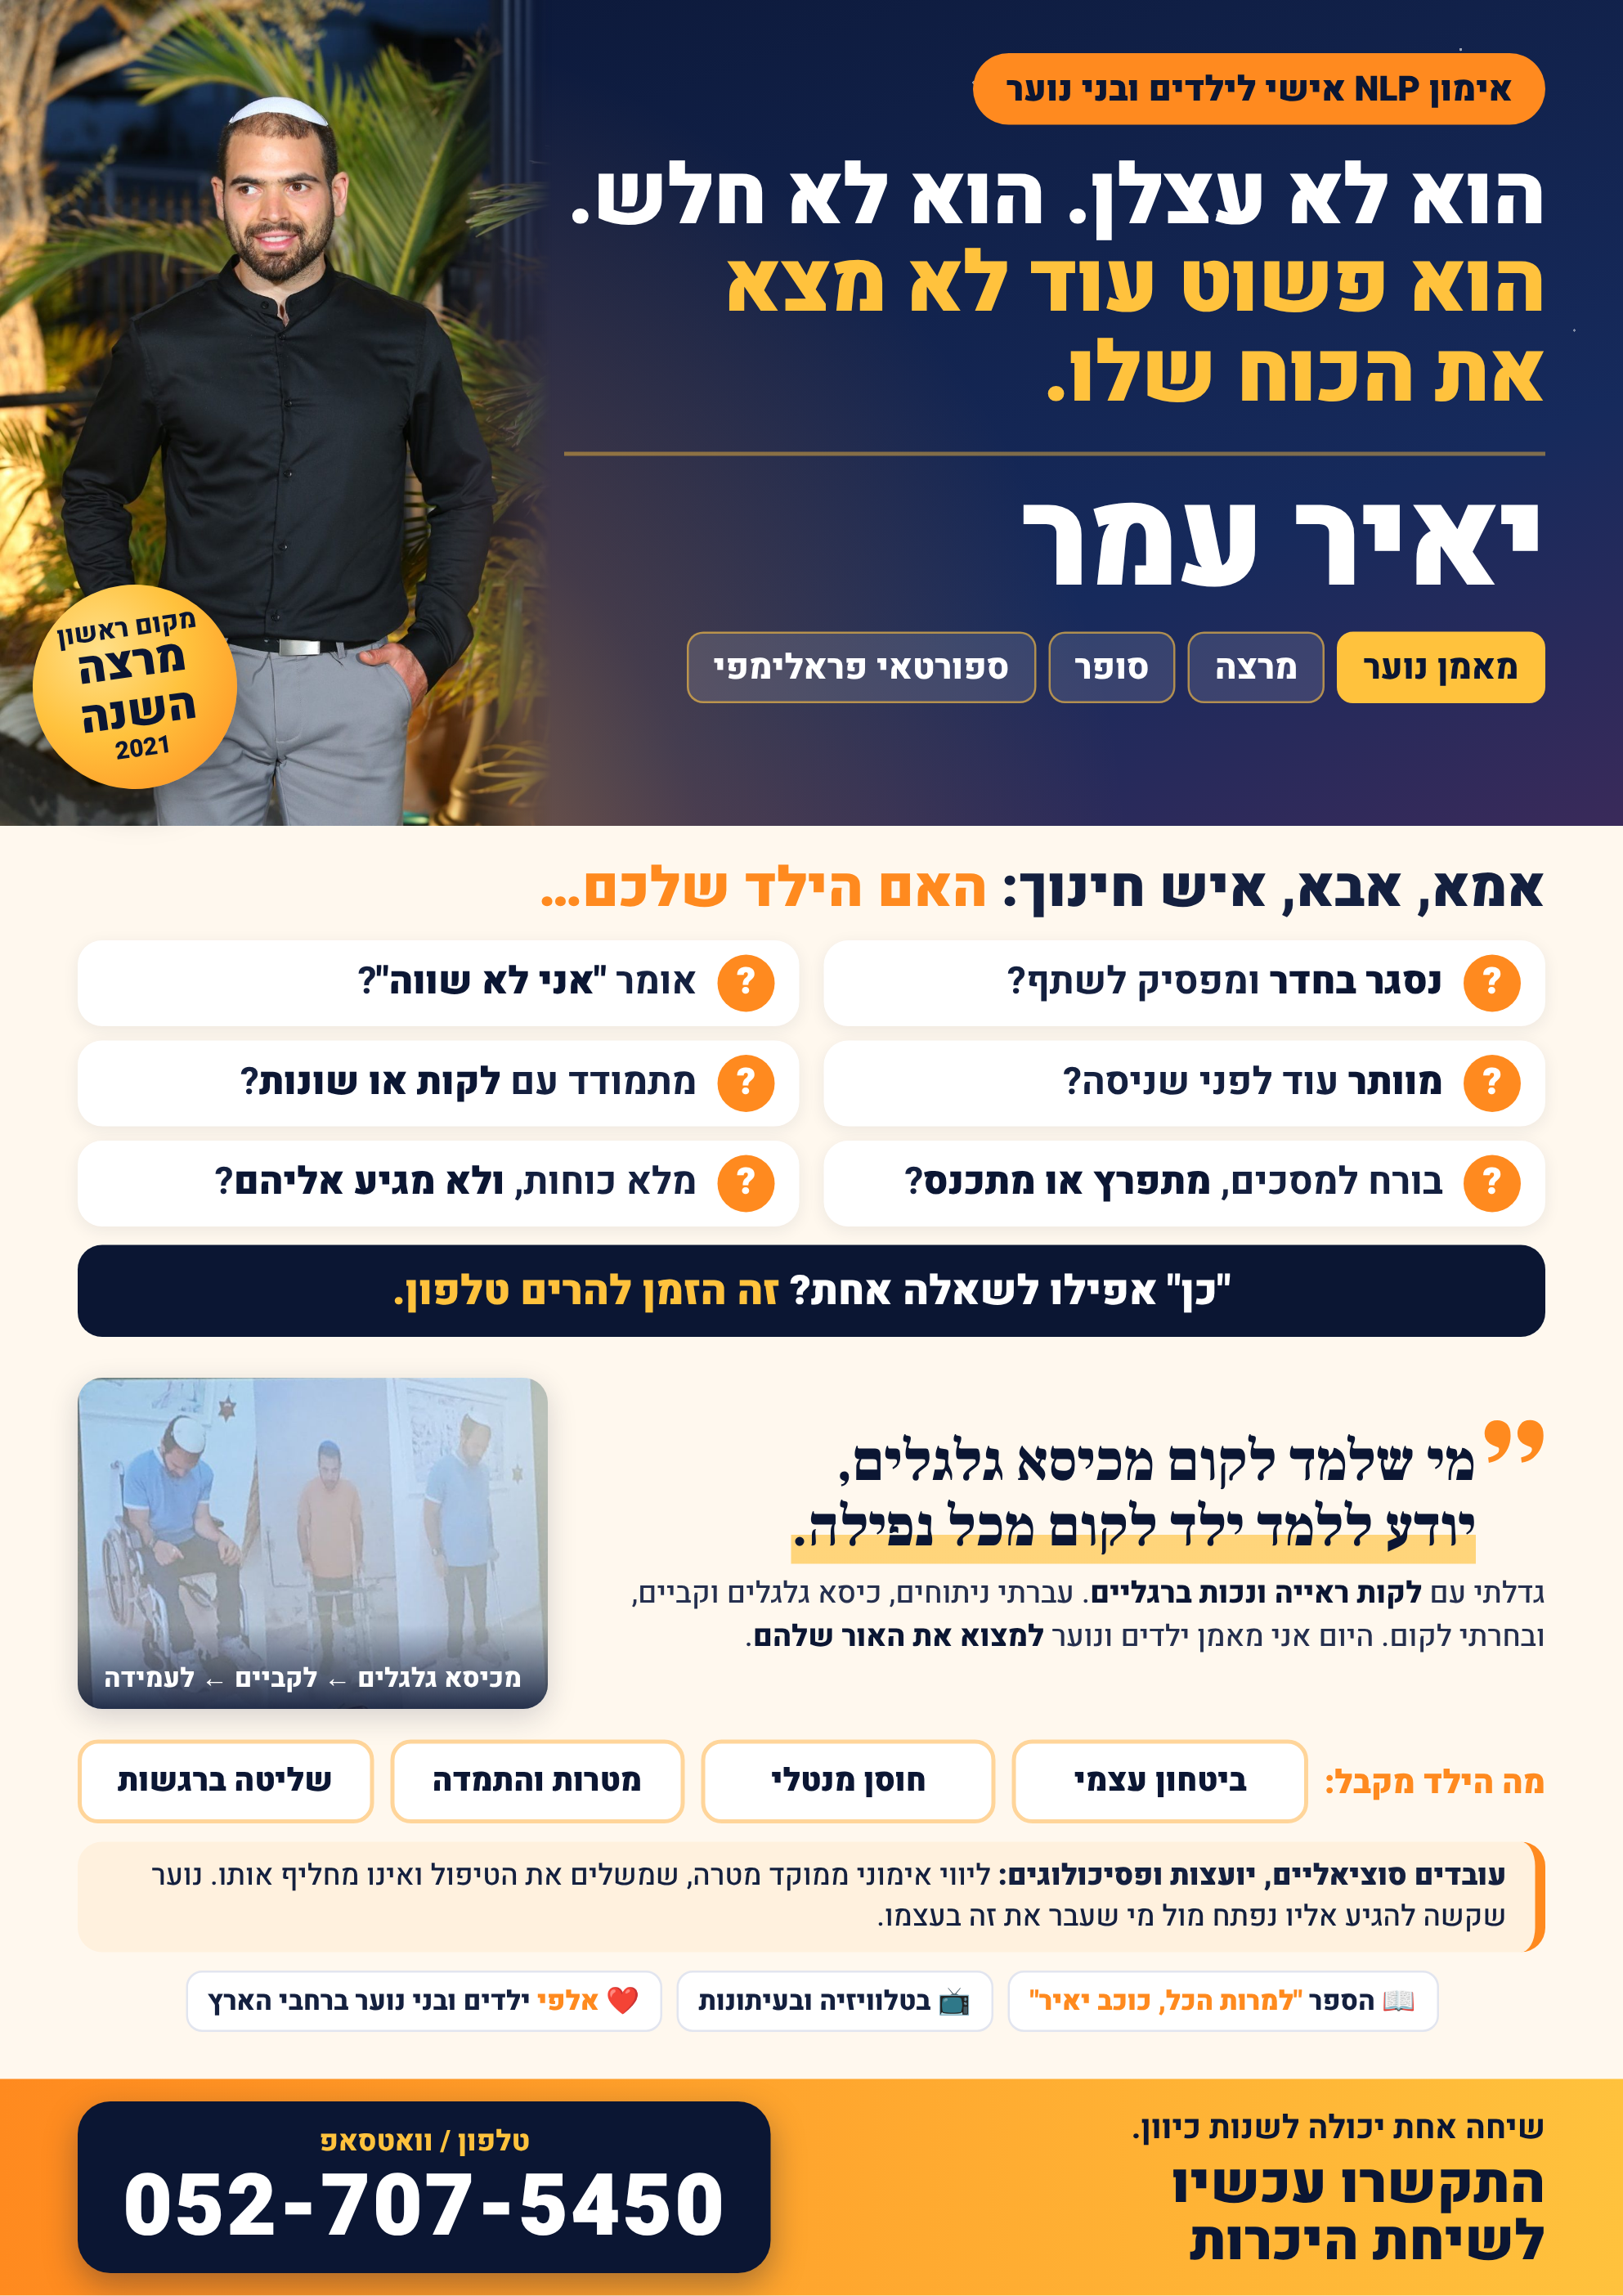 אימון NLP אישי לילדים ובני נוער
הוא לא עצלן. הוא לא חלש.
הוא פשוט עוד לא מצא
את הכוח שלו.
יאיר עמר
מאמן נוער
מרצה
סופר
ספורטאי פראלימפי
מקום ראשון
מרצה
השנה
2021
אמא, אבא, איש חינוך: האם הילד שלכם...
? נסגר בחדר ומפסיק לשתף?
? אומר "אני לא שווה"?
? מוותר עוד לפני שניסה?
? מתמודד עם לקות או שונות?
? בורח למסכים, מתפרץ או מתכנס?
? מלא כוחות, ולא מגיע אליהם?
"כן" אפילו לשאלה אחת? זה הזמן להרים טלפון.
”מי שלמד לקום מכיסא גלגלים,
יודע ללמד ילד לקום מכל נפילה.
גדלתי עם לקות ראייה ונכות ברגליים. עברתי ניתוחים, כיסא גלגלים וקביים,
ובחרתי לקום. היום אני מאמן ילדים ונוער למצוא את האור שלהם.
מכיסא גלגלים ← לקביים ← לעמידה
מה הילד מקבל:
ביטחון עצמי
חוסן מנטלי
מטרות והתמדה
שליטה ברגשות
עובדים סוציאליים, יועצות ופסיכולוגים: ליווי אימוני ממוקד מטרה, שמשלים את הטיפול ואינו מחליף אותו. נוער
שקשה להגיע אליו נפתח מול מי שעבר את זה בעצמו.
📖 הספר "למרות הכל, כוכב יאיר"
📺 בטלוויזיה ובעיתונות
❤️ אלפי ילדים ובני נוער ברחבי הארץ
שיחה אחת יכולה לשנות כיוון.
התקשרו עכשיו
לשיחת היכרות
טלפון / וואטסאפ
052-707-5450